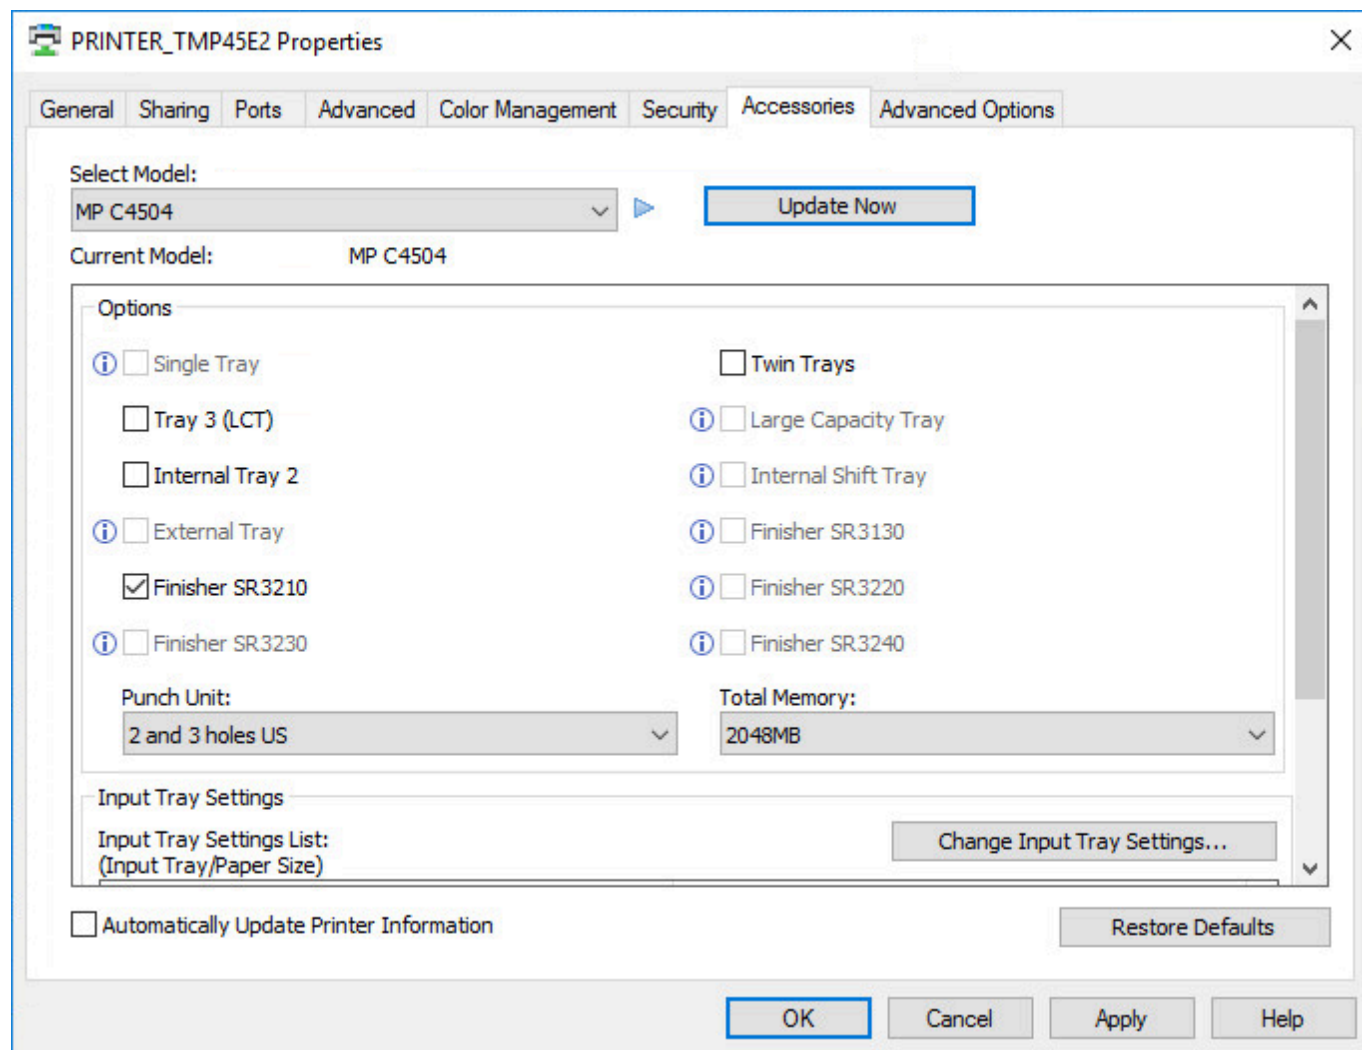 PRINTER_TMP45E2 Properties
General Sharing Ports Advanced Color Management Security Accessories Advanced Options
Select Model:
MP C4504
Update Now
Current Model: MP C4504
Options
Single Tray Twin Trays
Tray 3 (LCT) Large Capacity Tray
Internal Tray 2 Internal Shift Tray
External Tray Finisher SR3130
Finisher SR3210 Finisher SR3220
Finisher SR3230 Finisher SR3240
Punch Unit: Total Memory:
2 and 3 holes US 2048MB
Input Tray Settings
Input Tray Settings List: Change Input Tray Settings...
(Input Tray/Paper Size)
Automatically Update Printer Information Restore Defaults
OK Cancel Apply Help